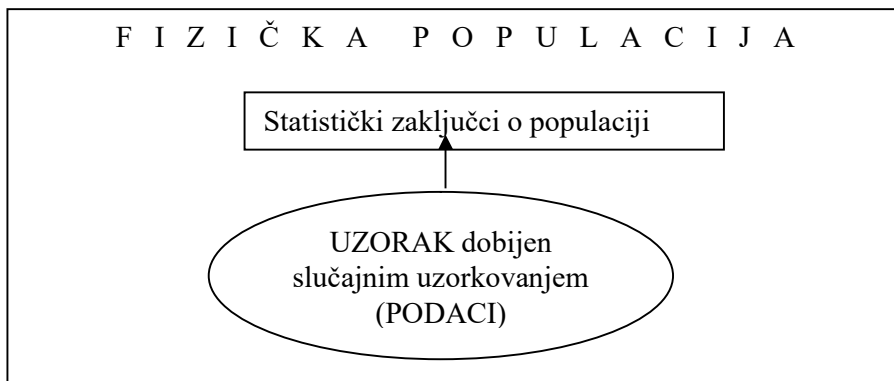 F I Z I Č K A P O P U L A C I J A
Statistički zaključci o populaciji
UZORAK dobijen
slučajnim uzorkovanjem
(PODACI)